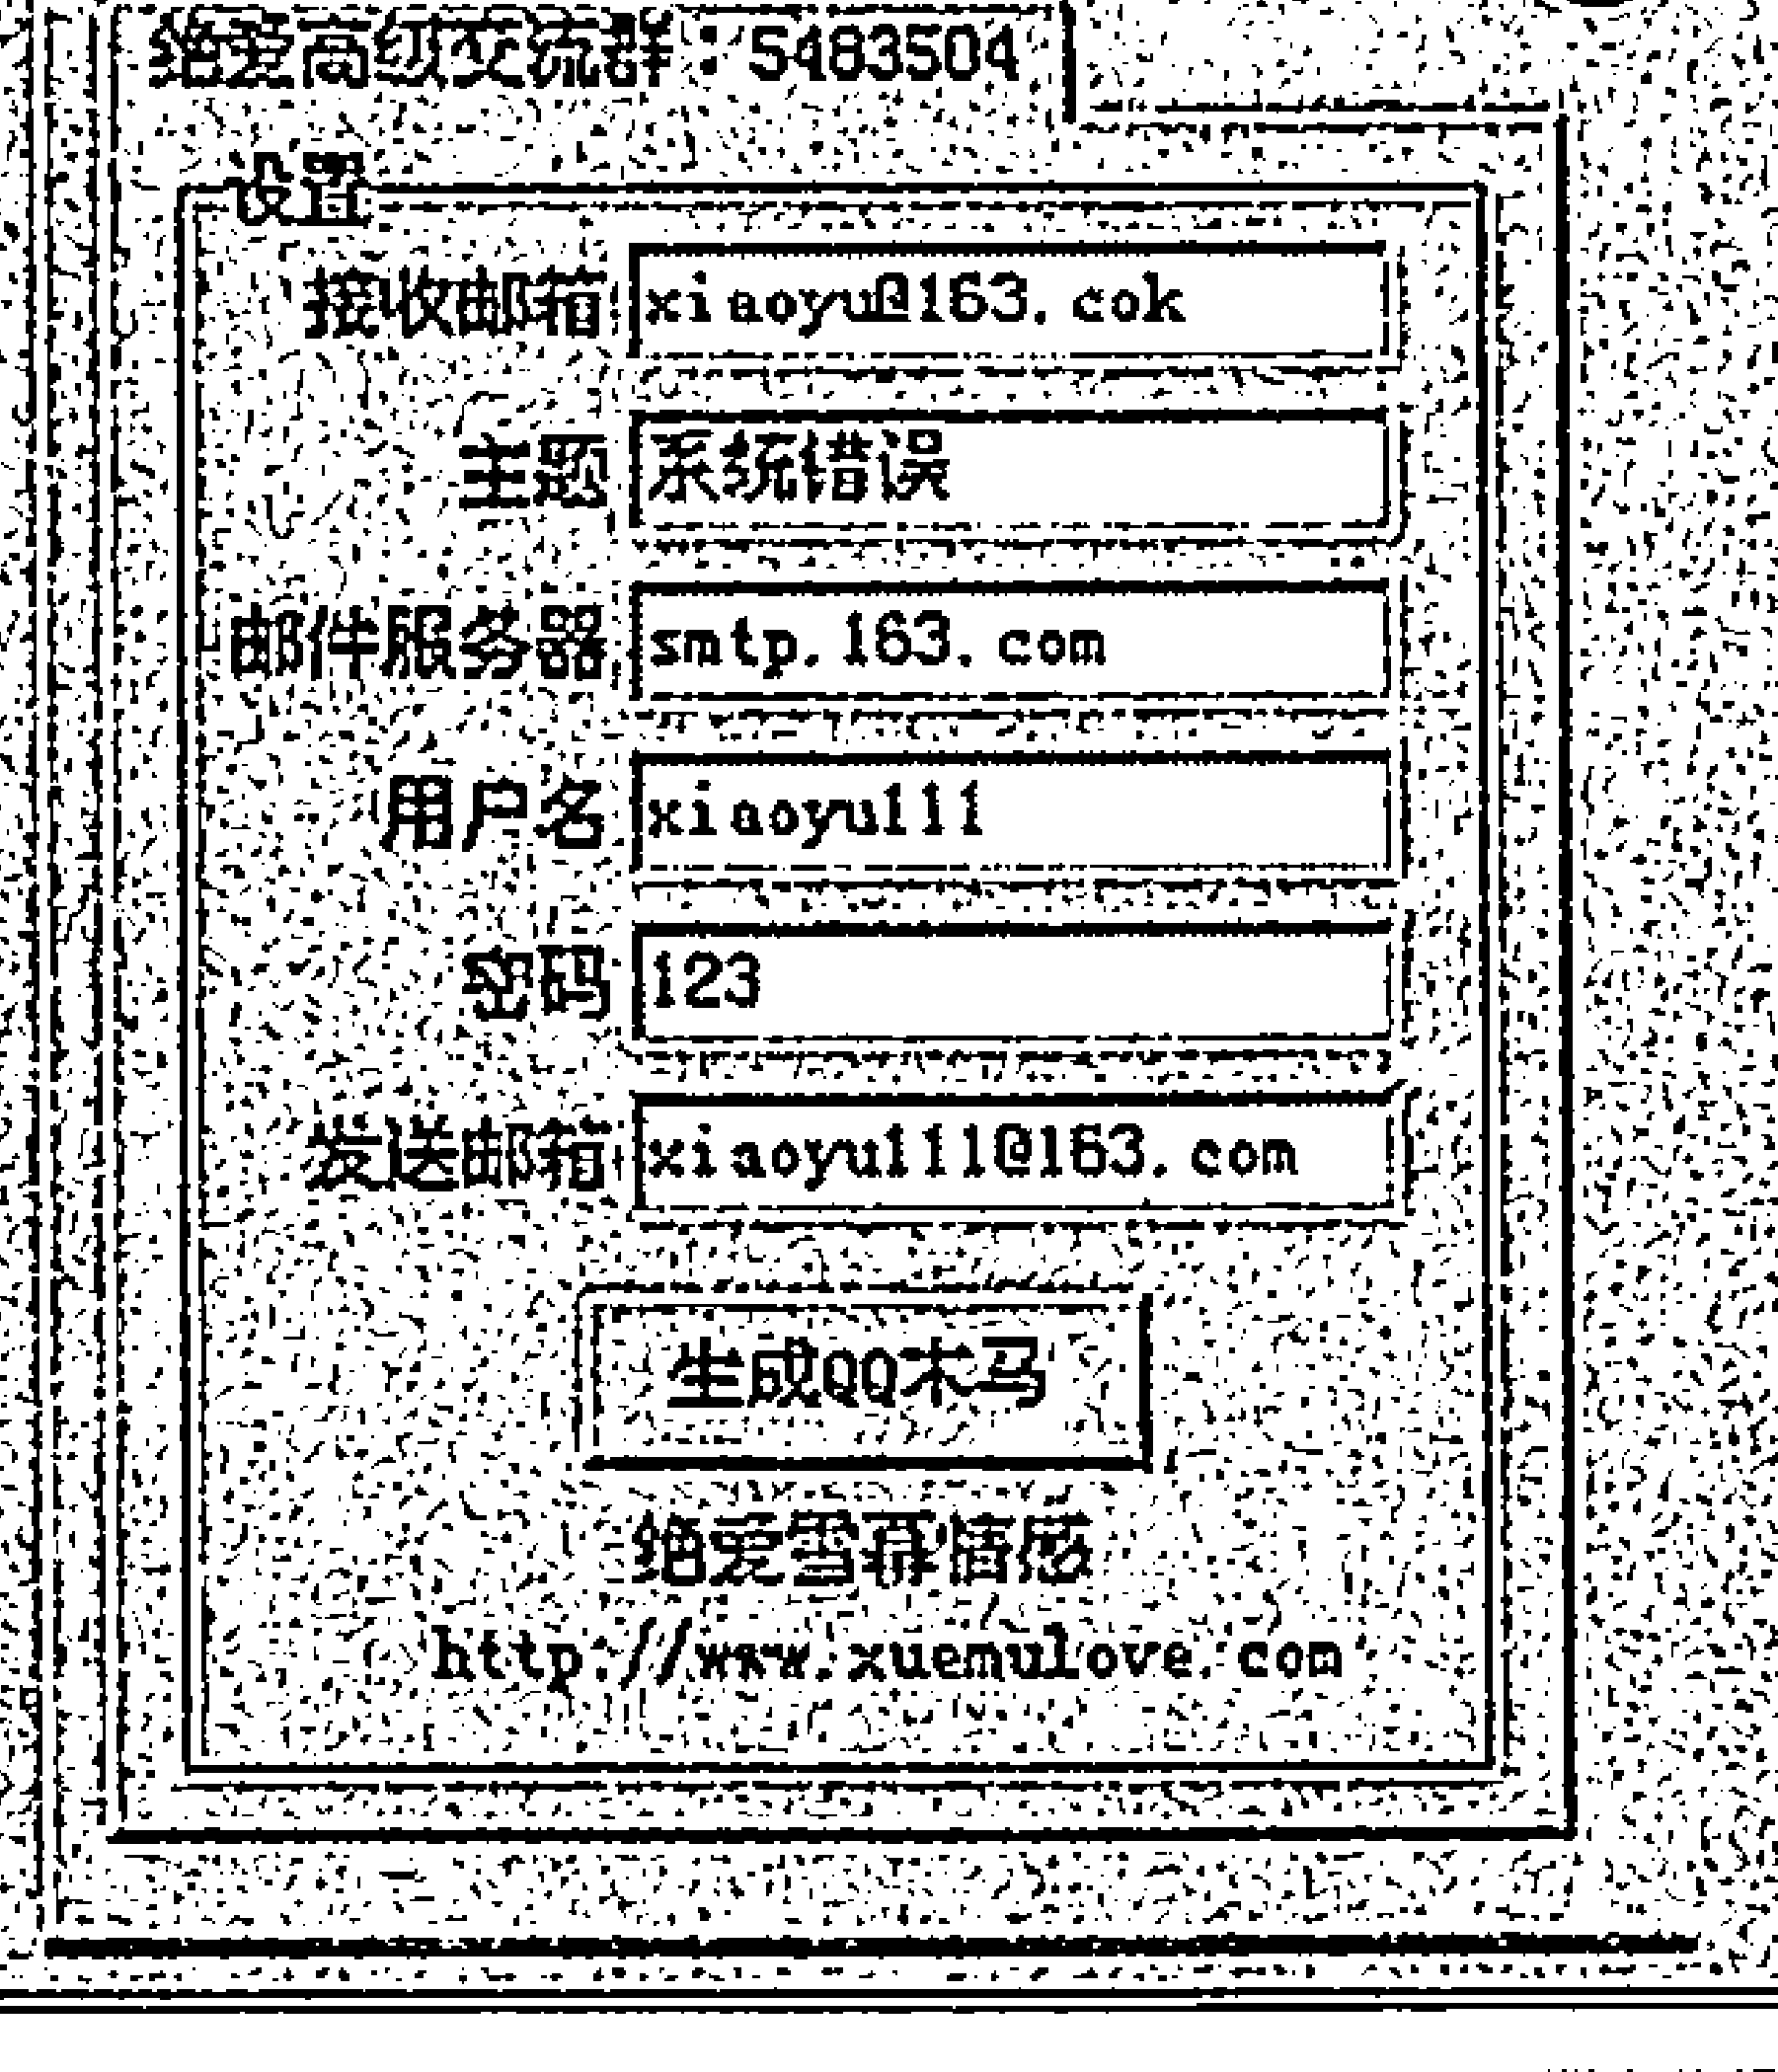 绝爱高级交流群：5483504
设置
接收邮箱 xiaoyu@163.cok
主题 系统错误
邮件服务器 smtp.163.com
用户名 xiaoyu111
密码 123
发送邮箱 xiaoyu111@163.com
生成QQ木马
绝爱雪 情感
http://www.xuemulove.com